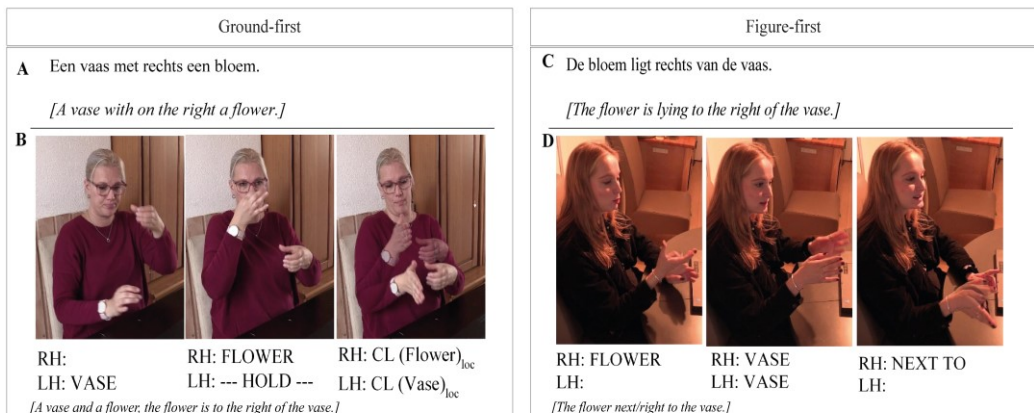 Ground-first
A Een vaas met rechts een bloem.
[A vase with on the right a flower.]
B
RH:
LH: VASE
RH: FLOWER
LH: --- HOLD ---
RH: CL (Flower)loc
LH: CL (Vase)loc
[A vase and a flower, the flower is to the right of the vase.]
Figure-first
C De bloem ligt rechts van de vaas.
[The flower is lying to the right of the vase.]
D
RH: FLOWER
LH:
RH: VASE
LH: VASE
RH: NEXT TO
LH:
[The flower next/right to the vase.]